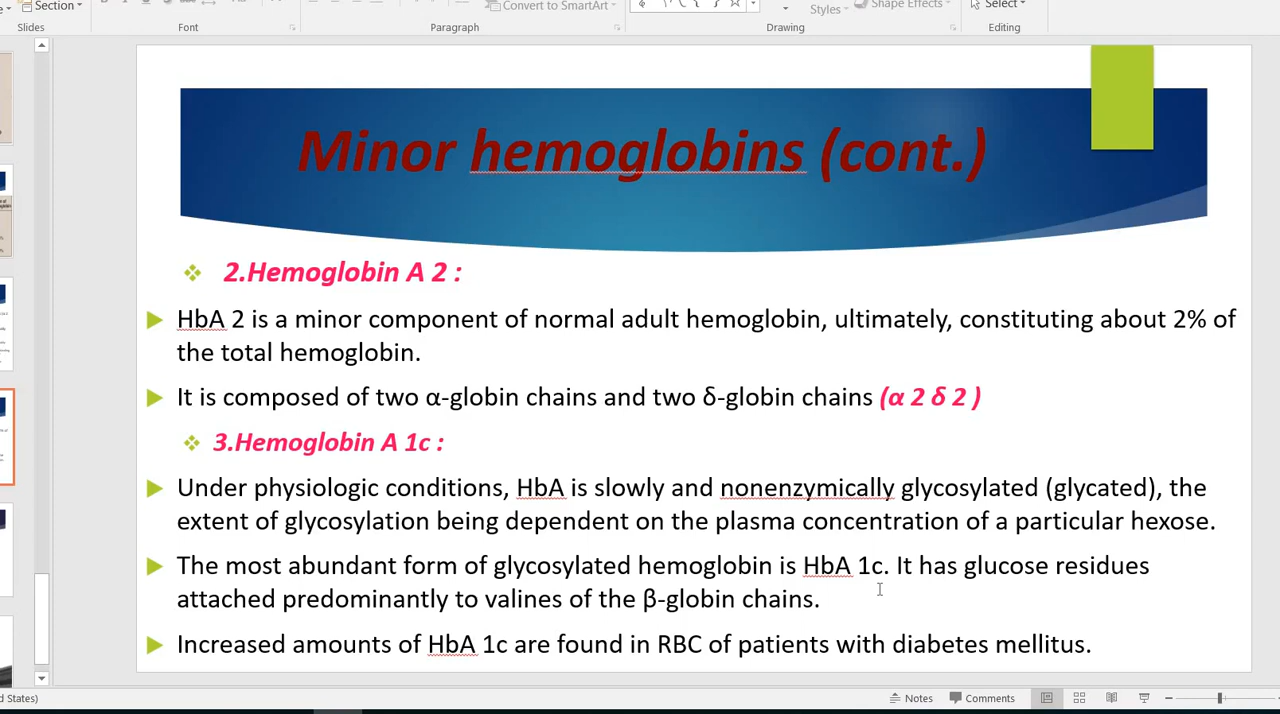 Section
Convert to SmartArt
Styles
Shape Effects
Select
Slides
Font
Paragraph
Drawing
Editing
Minor hemoglobins (cont.)
2.Hemoglobin A 2 :
HbA 2 is a minor component of normal adult hemoglobin, ultimately, constituting about 2% of
the total hemoglobin.
It is composed of two α-globin chains and two δ-globin chains (α 2 δ 2 )
3.Hemoglobin A 1c :
Under physiologic conditions, HbA is slowly and nonenzymically glycosylated (glycated), the
extent of glycosylation being dependent on the plasma concentration of a particular hexose.
The most abundant form of glycosylated hemoglobin is HbA 1c. It has glucose residues
attached predominantly to valines of the β-globin chains.
Increased amounts of HbA 1c are found in RBC of patients with diabetes mellitus.
d States)
Notes
Comments